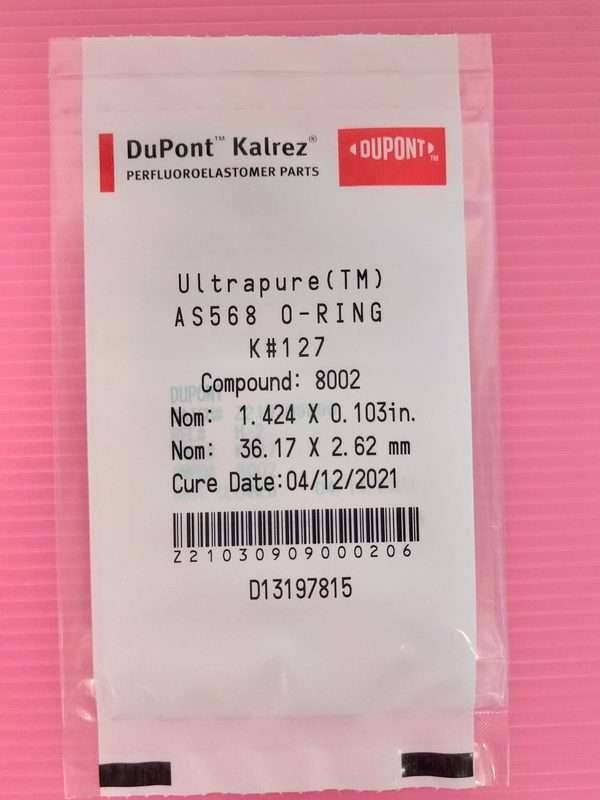 DuPont™ Kalrez®
PERFLUOROELASTOMER PARTS
DUPONT™
Ultrapure(TM)
AS568 O-RING
K#127
Compound: 8002
Nom: 1.424 X 0.103in.
Nom: 36.17 X 2.62 mm
Cure Date:04/12/2021
Z21030909000206
D13197815
DUPONT